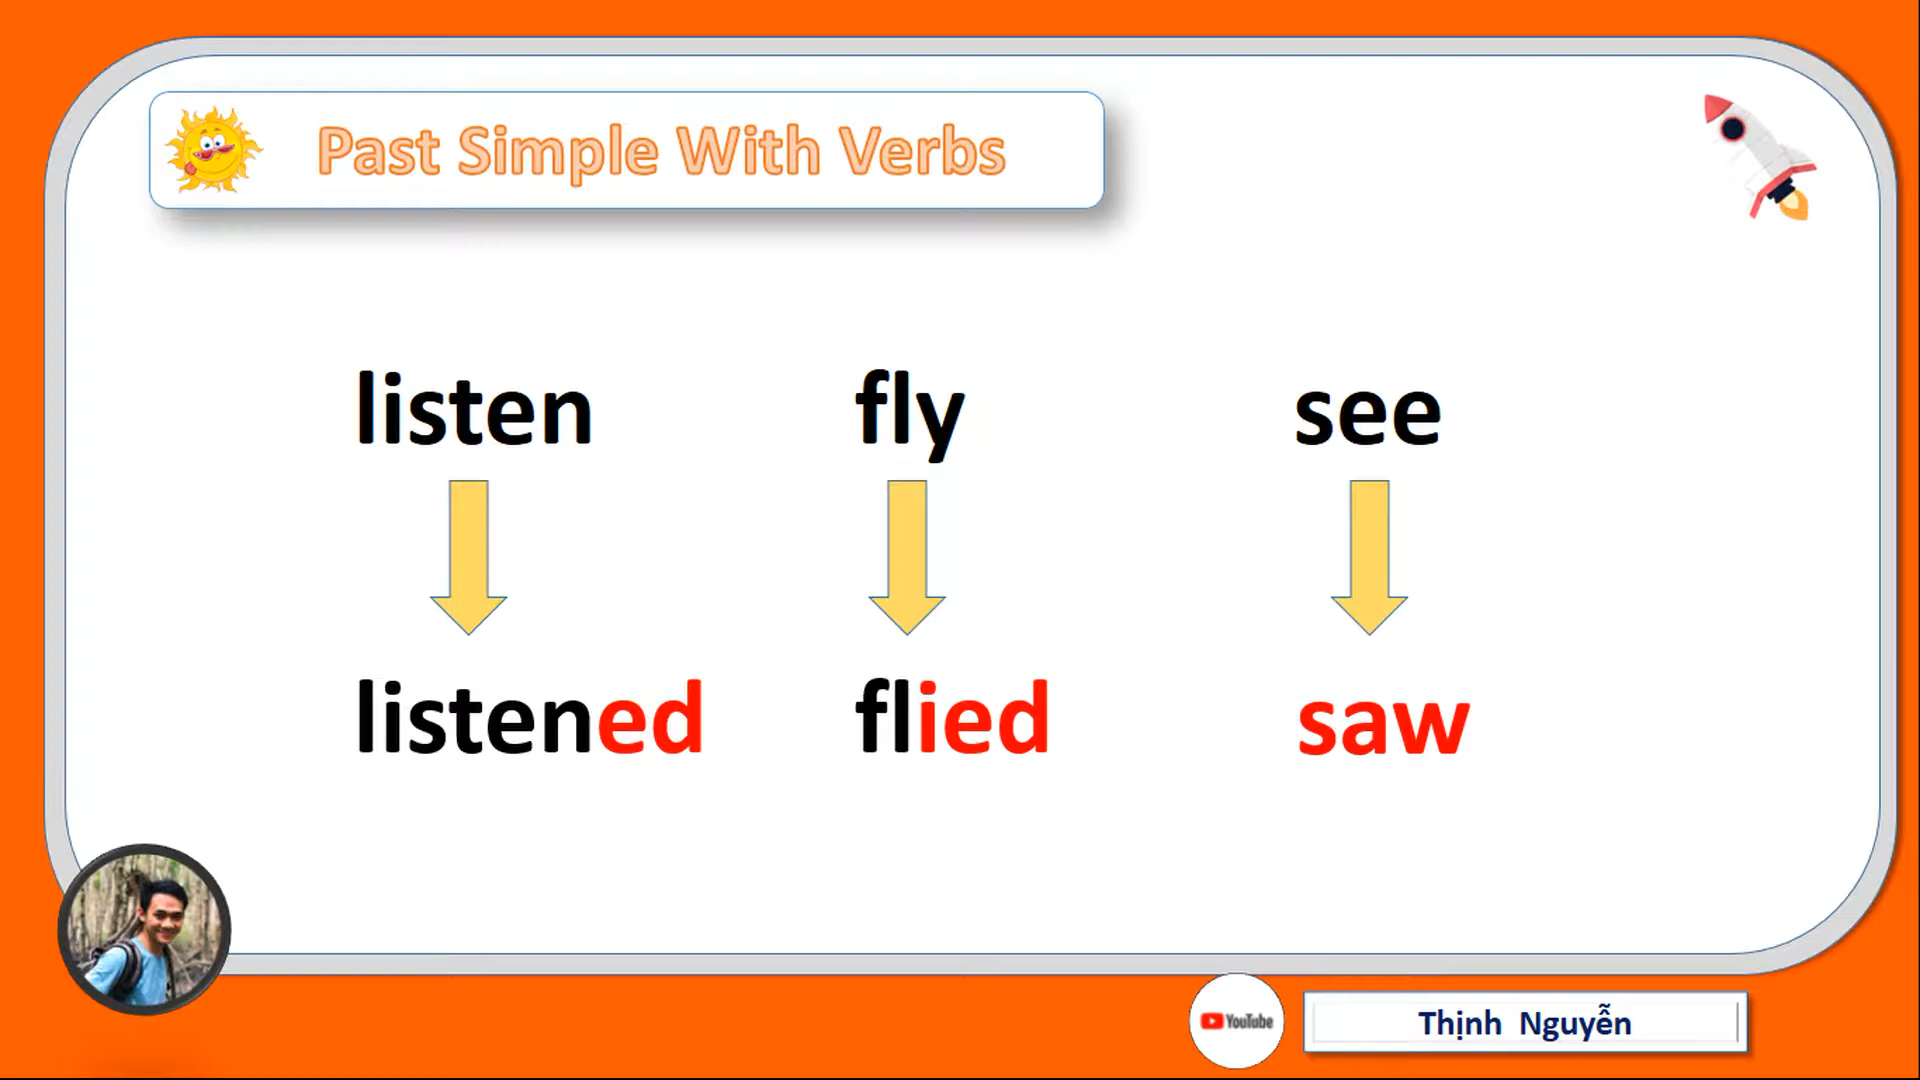 Past Simple With Verbs
listen fly see
listened flied saw
YouTube
Thịnh Nguyễn